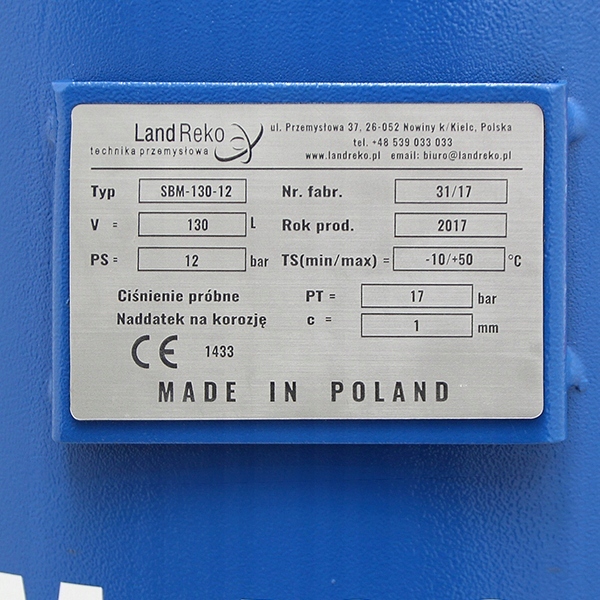 Land Reko
technika przemysłowa
ul. Przemysłowa 37, 26-052 Nowiny k/Kielc, Polska
tel. +48 539 033 033
www.landreko.pl email: biuro@landreko.pl
Typ SBM-130-12 Nr. fabr. 31/17
V = 130 L Rok prod. 2017
PS = 12 bar TS(min/max) = -10/+50 °C
Ciśnienie próbne PT = 17 bar
Naddatek na korozję c = 1 mm
CE 1433
MADE IN POLAND